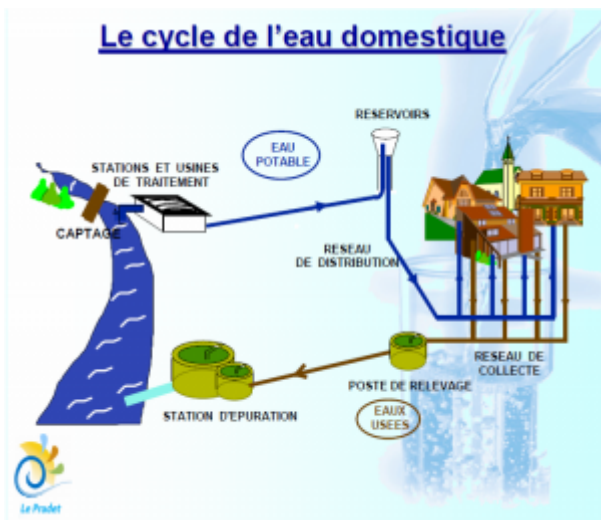 Le cycle de l'eau domestique
RESERVOIRS
EAU
POTABLE
STATIONS ET USINES
DE TRAITEMENT
CAPTAGE
RESEAU
DE DISTRIBUTION
RESEAU DE
COLLECTE
POSTE DE RELEVAGE
STATION D'EPURATION
EAUX
USEES
Le Pradet